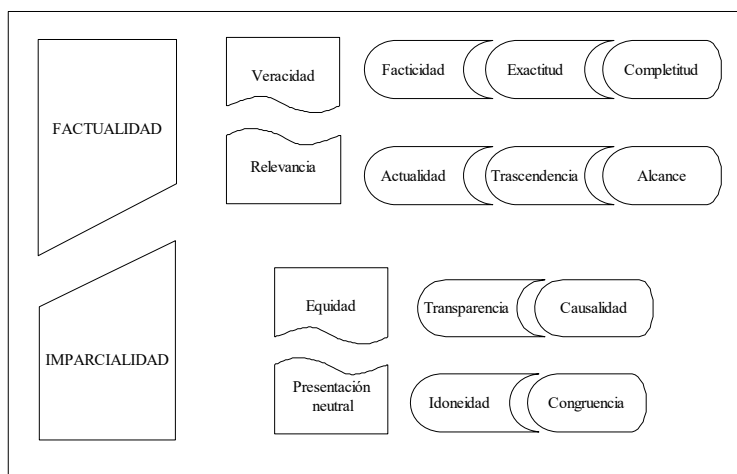 FACTUALIDAD
Veracidad
Facticidad
Exactitud
Completitud
Relevancia
Actualidad
Trascendencia
Alcance
IMPARCIALIDAD
Equidad
Transparencia
Causalidad
Presentación
neutral
Idoneidad
Congruencia